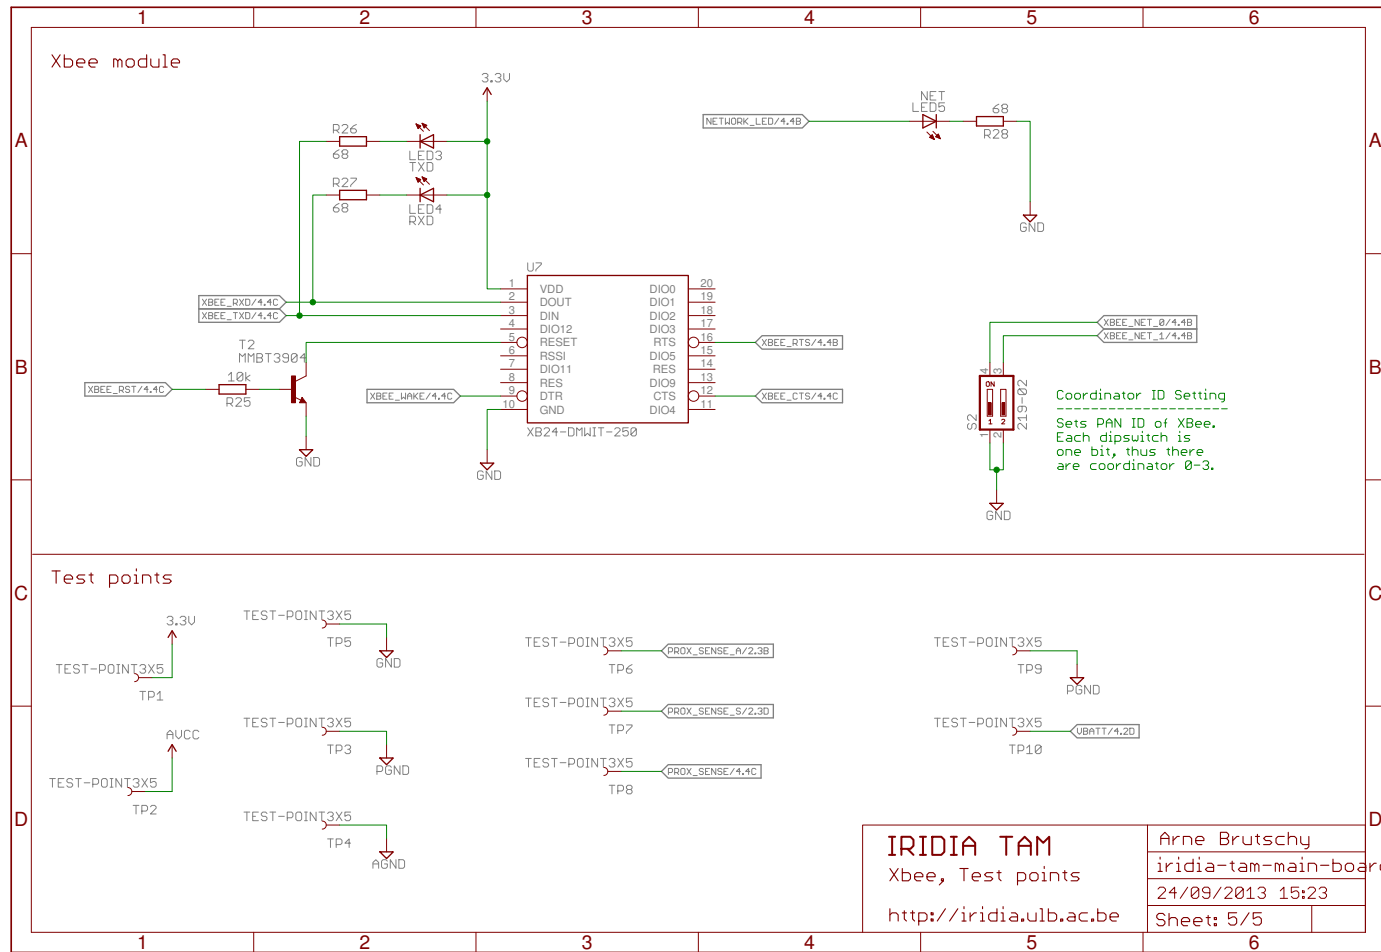 1 2 3 4 5 6
Xbee module
3.3V
NET
LED5
NETWORK_LED/4.4B
68
R28
GND
A A
R26
68
LED3
TXD
R27
68
LED4
RXD
U7
XBEE_RXD/4.4C
XBEE_TXD/4.4C
1 VDD DIO0 20
2 DOUT DIO1 19
3 DIN DIO2 18
4 DIO12 DIO3 17
5 RESET RTS 16
6 RSSI DIO5 15
7 DIO11 RES 14
8 RES DIO9 13
9 DTR CTS 12
10 GND DIO4 11
XB24-DMWIT-250
XBEE_RTS/4.4B
XBEE_CTS/4.4C
XBEE_WAKE/4.4C
GND
T2
MMBT3904
XBEE_RST/4.4C
10k
R25
GND
B B
XBEE_NET_0/4.4B
XBEE_NET_1/4.4B
4 3
ON
1 2
1 2
S2
219-02
GND
Coordinator ID Setting
----------------------
Sets PAN ID of XBee.
Each dipswitch is
one bit, thus there
are coordinator 0-3.
Test points
C C
3.3V
TEST-POINT3X5
TP1
AVCC
TEST-POINT3X5
TP2
TEST-POINT3X5
TP5
GND
TEST-POINT3X5
TP3
PGND
TEST-POINT3X5
TP4
AGND
TEST-POINT3X5
TP6
PROX_SENSE_A/2.3B
TEST-POINT3X5
TP7
PROX_SENSE_S/2.3D
TEST-POINT3X5
TP8
PROX_SENSE/4.4C
TEST-POINT3X5
TP9
PGND
TEST-POINT3X5
TP10
VBATT/4.2D
D D
IRIDIA TAM
Xbee, Test points
http://iridia.ulb.ac.be
Arne Brutschy
iridia-tam-main-board
24/09/2013 15:23
Sheet: 5/5
1 2 3 4 5 6